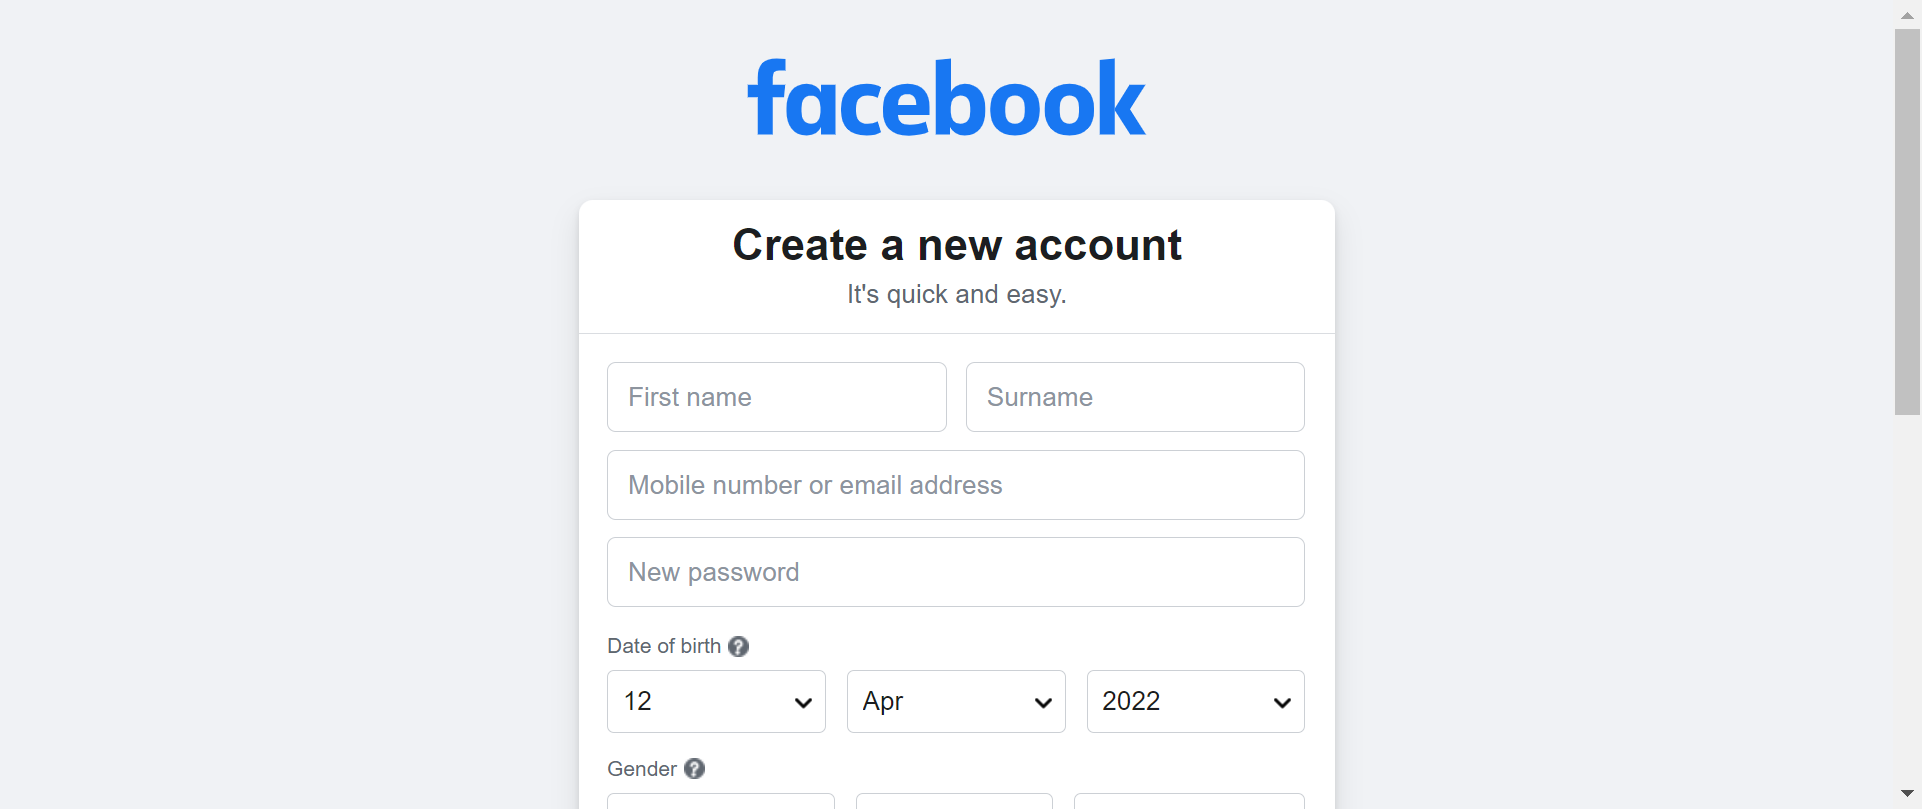 facebook
Create a new account
It's quick and easy.
First name Surname
Mobile number or email address
New password
Date of birth ?
12 Apr 2022
Gender ?